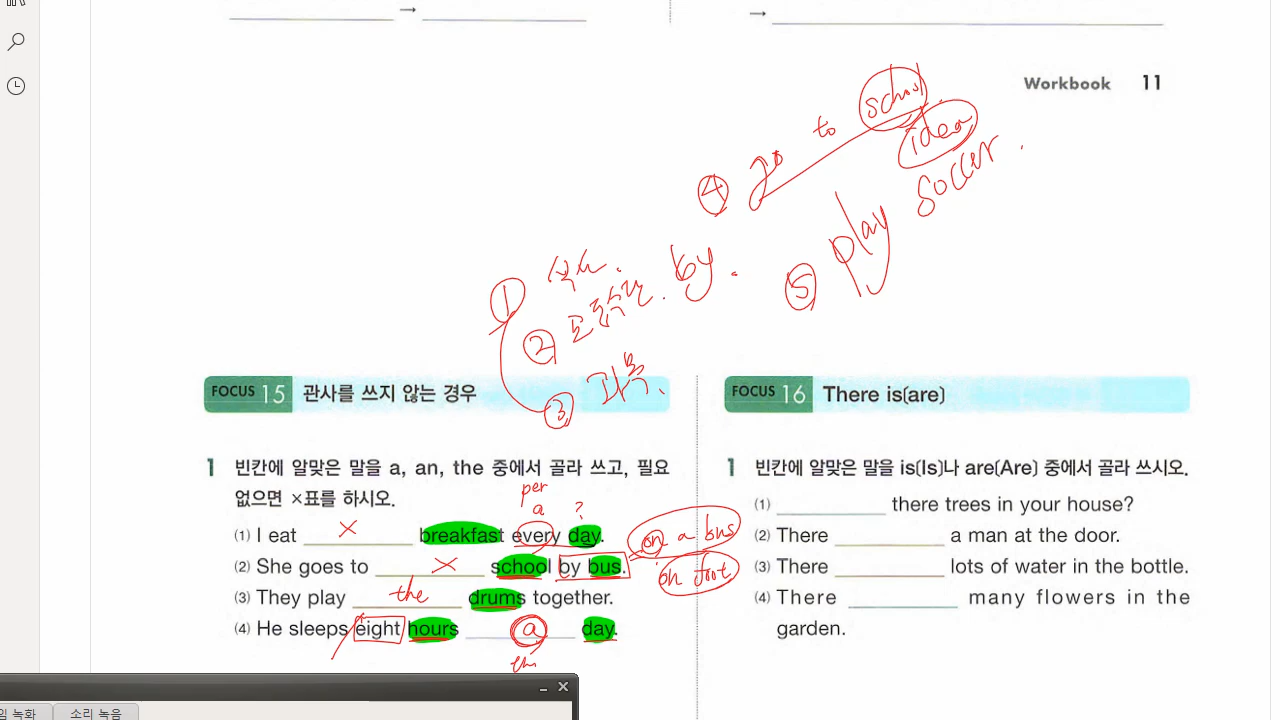 →
→
Workbook 11
④ go to school
idea
⑤ play soccer.
① 식사.
② 교통수단. by.
③ 과목.
FOCUS 15 관사를 쓰지 않는 경우
1 빈칸에 알맞은 말을 a, an, the 중에서 골라 쓰고, 필요
없으면 ×표를 하시오.
per
a ?
(1) I eat × breakfast every day.
on a bus
(2) She goes to × school by bus.
on foot
(3) They play the drums together.
(4) He sleeps eight hours a day.
FOCUS 16 There is(are)
1 빈칸에 알맞은 말을 is(Is)나 are(Are) 중에서 골라 쓰시오.
(1) there trees in your house?
(2) There a man at the door.
(3) There lots of water in the bottle.
(4) There many flowers in the
garden.
녹화 소리 녹음